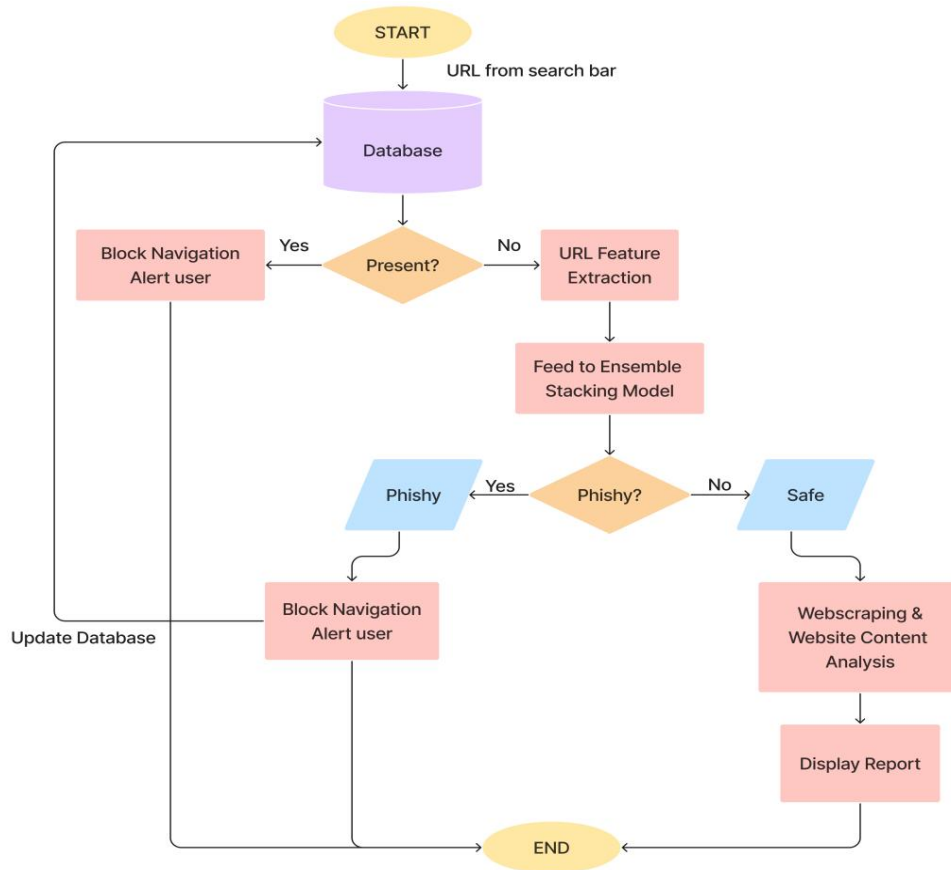 START
URL from search bar
Database
Yes
No
Block Navigation
Alert user
Present?
URL Feature
Extraction
Feed to Ensemble
Stacking Model
Phishy
Yes
Phishy?
No
Safe
Block Navigation
Alert user
Update Database
Webscraping &
Website Content
Analysis
Display Report
END